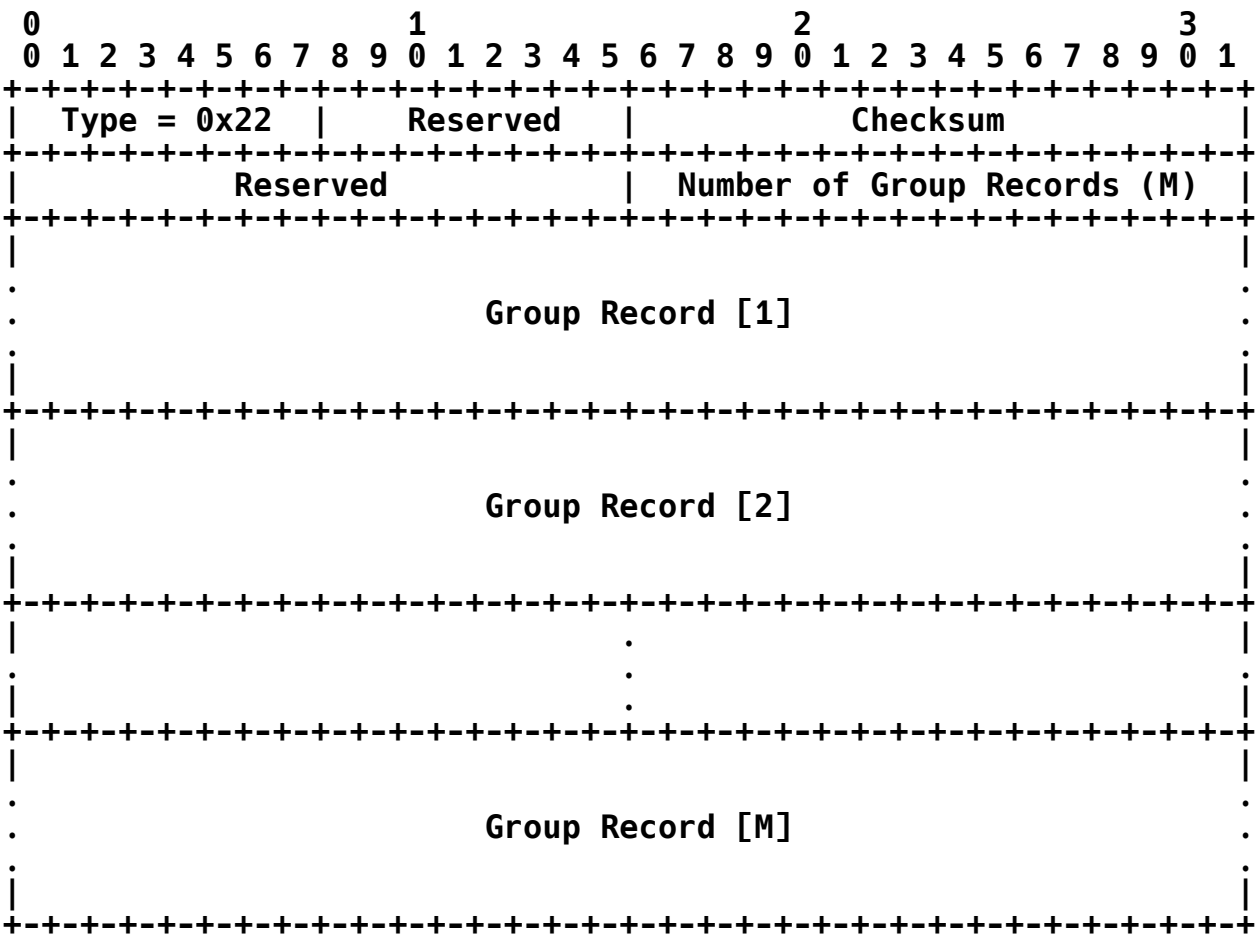 0                   1                   2                   3
 0 1 2 3 4 5 6 7 8 9 0 1 2 3 4 5 6 7 8 9 0 1 2 3 4 5 6 7 8 9 0 1
+-+-+-+-+-+-+-+-+-+-+-+-+-+-+-+-+-+-+-+-+-+-+-+-+-+-+-+-+-+-+-+-+
|  Type = 0x22  |    Reserved   |           Checksum            |
+-+-+-+-+-+-+-+-+-+-+-+-+-+-+-+-+-+-+-+-+-+-+-+-+-+-+-+-+-+-+-+-+
|           Reserved            |  Number of Group Records (M)  |
+-+-+-+-+-+-+-+-+-+-+-+-+-+-+-+-+-+-+-+-+-+-+-+-+-+-+-+-+-+-+-+-+
|                                                               |
.                                                               .
.                        Group Record [1]                       .
.                                                               .
|                                                               |
+-+-+-+-+-+-+-+-+-+-+-+-+-+-+-+-+-+-+-+-+-+-+-+-+-+-+-+-+-+-+-+-+
|                                                               |
.                                                               .
.                        Group Record [2]                       .
.                                                               .
|                                                               |
+-+-+-+-+-+-+-+-+-+-+-+-+-+-+-+-+-+-+-+-+-+-+-+-+-+-+-+-+-+-+-+-+
|                               .                               |
.                               .                               .
|                               .                               |
+-+-+-+-+-+-+-+-+-+-+-+-+-+-+-+-+-+-+-+-+-+-+-+-+-+-+-+-+-+-+-+-+
|                                                               |
.                                                               .
.                        Group Record [M]                       .
.                                                               .
|                                                               |
+-+-+-+-+-+-+-+-+-+-+-+-+-+-+-+-+-+-+-+-+-+-+-+-+-+-+-+-+-+-+-+-+